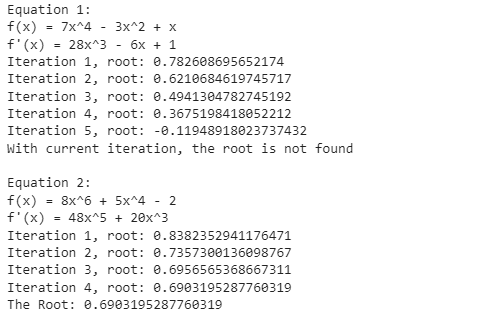 Equation 1:
f(x) = 7x^4 - 3x^2 + x
f'(x) = 28x^3 - 6x + 1
Iteration 1, root: 0.782608695652174
Iteration 2, root: 0.6210684619745717
Iteration 3, root: 0.4941304782745192
Iteration 4, root: 0.3675198418052212
Iteration 5, root: -0.11948918023737432
With current iteration, the root is not found
Equation 2:
f(x) = 8x^6 + 5x^4 - 2
f'(x) = 48x^5 + 20x^3
Iteration 1, root: 0.8382352941176471
Iteration 2, root: 0.7357300136098767
Iteration 3, root: 0.6956565368667311
Iteration 4, root: 0.6903195287760319
The Root: 0.6903195287760319